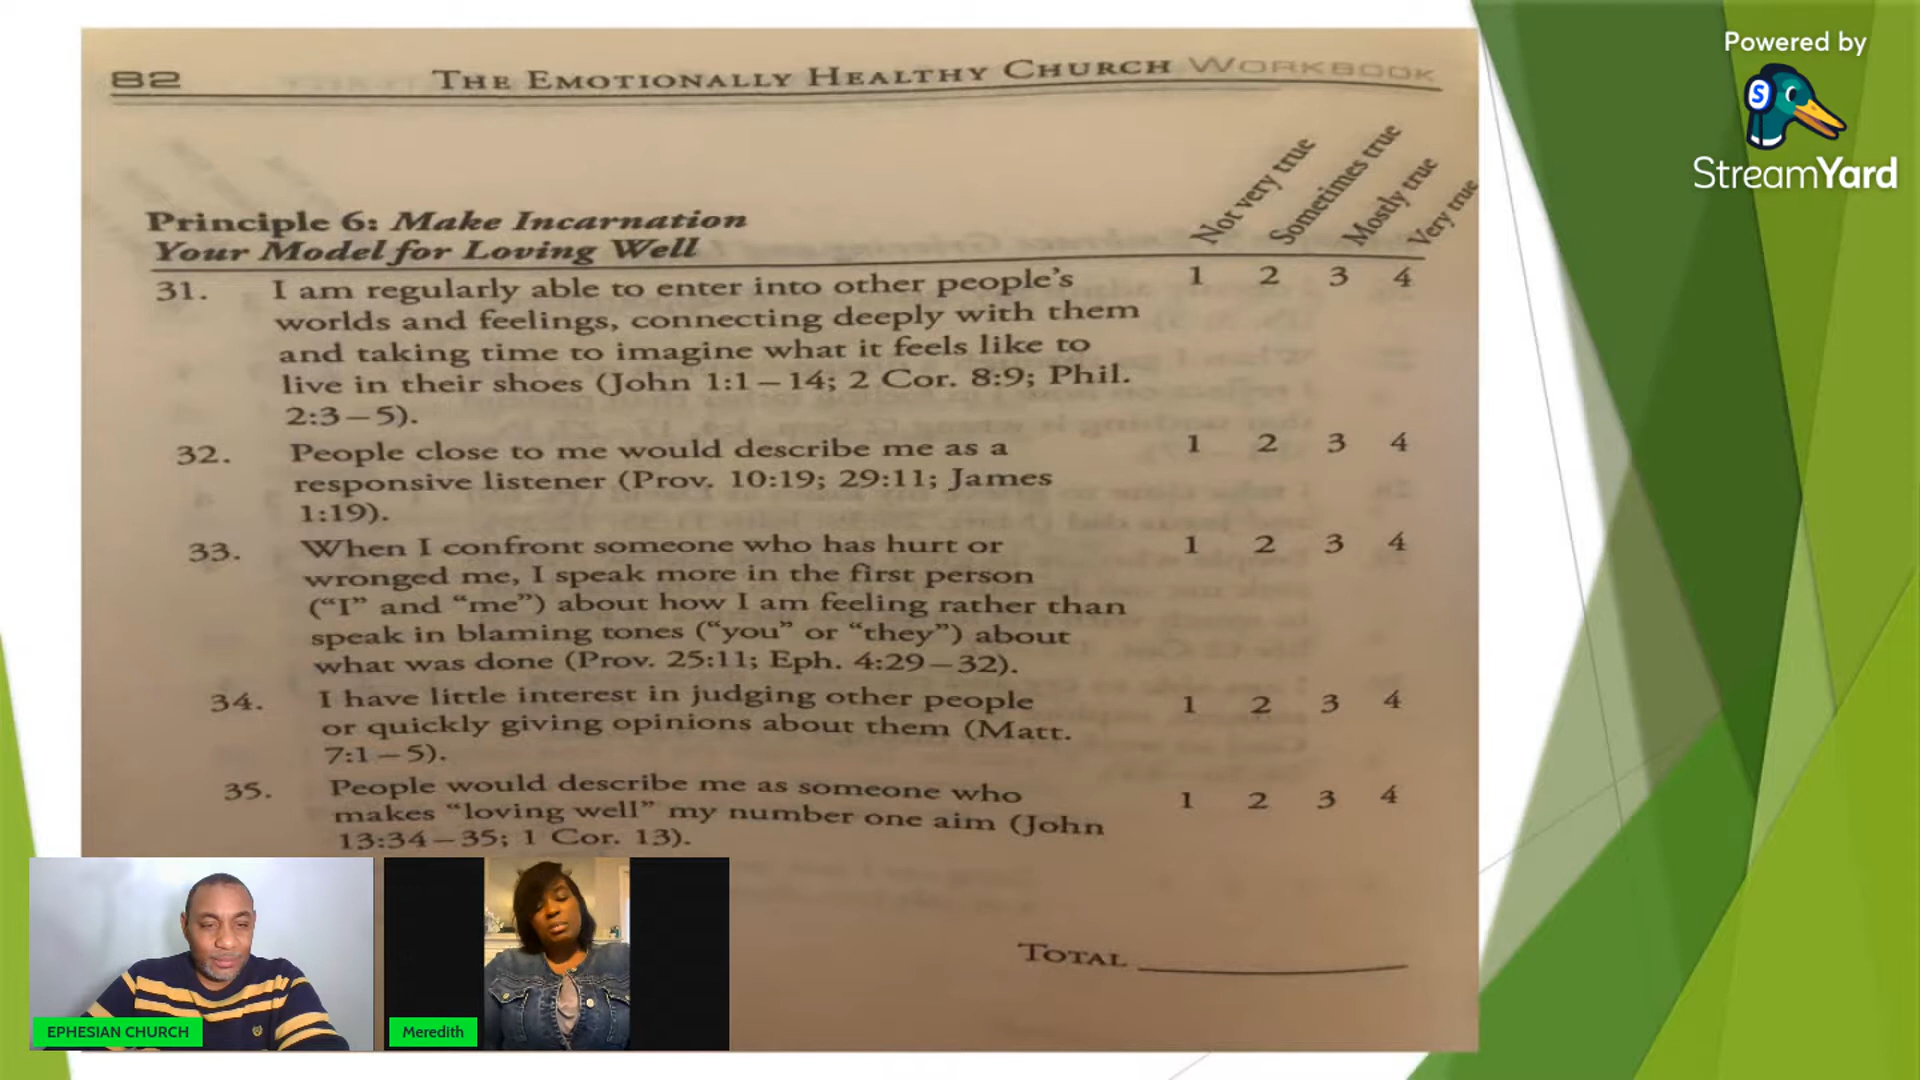 Powered by
StreamYard
82 THE EMOTIONALLY HEALTHY CHURCH WORKBOOK
Not very true
Sometimes true
Mostly true
Very true
Principle 6: Make Incarnation
Your Model for Loving Well
31. I am regularly able to enter into other people's 1 2 3 4
worlds and feelings, connecting deeply with them
and taking time to imagine what it feels like to
live in their shoes (John 1:1–14; 2 Cor. 8:9; Phil.
2:3–5).
32. People close to me would describe me as a 1 2 3 4
responsive listener (Prov. 10:19; 29:11; James
1:19).
33. When I confront someone who has hurt or 1 2 3 4
wronged me, I speak more in the first person
(“I” and “me”) about how I am feeling rather than
speak in blaming tones (“you” or “they”) about
what was done (Prov. 25:11; Eph. 4:29–32).
34. I have little interest in judging other people 1 2 3 4
or quickly giving opinions about them (Matt.
7:1–5).
35. People would describe me as someone who 1 2 3 4
makes “loving well” my number one aim (John
13:34–35; 1 Cor. 13).
TOTAL
EPHESIAN CHURCH
Meredith